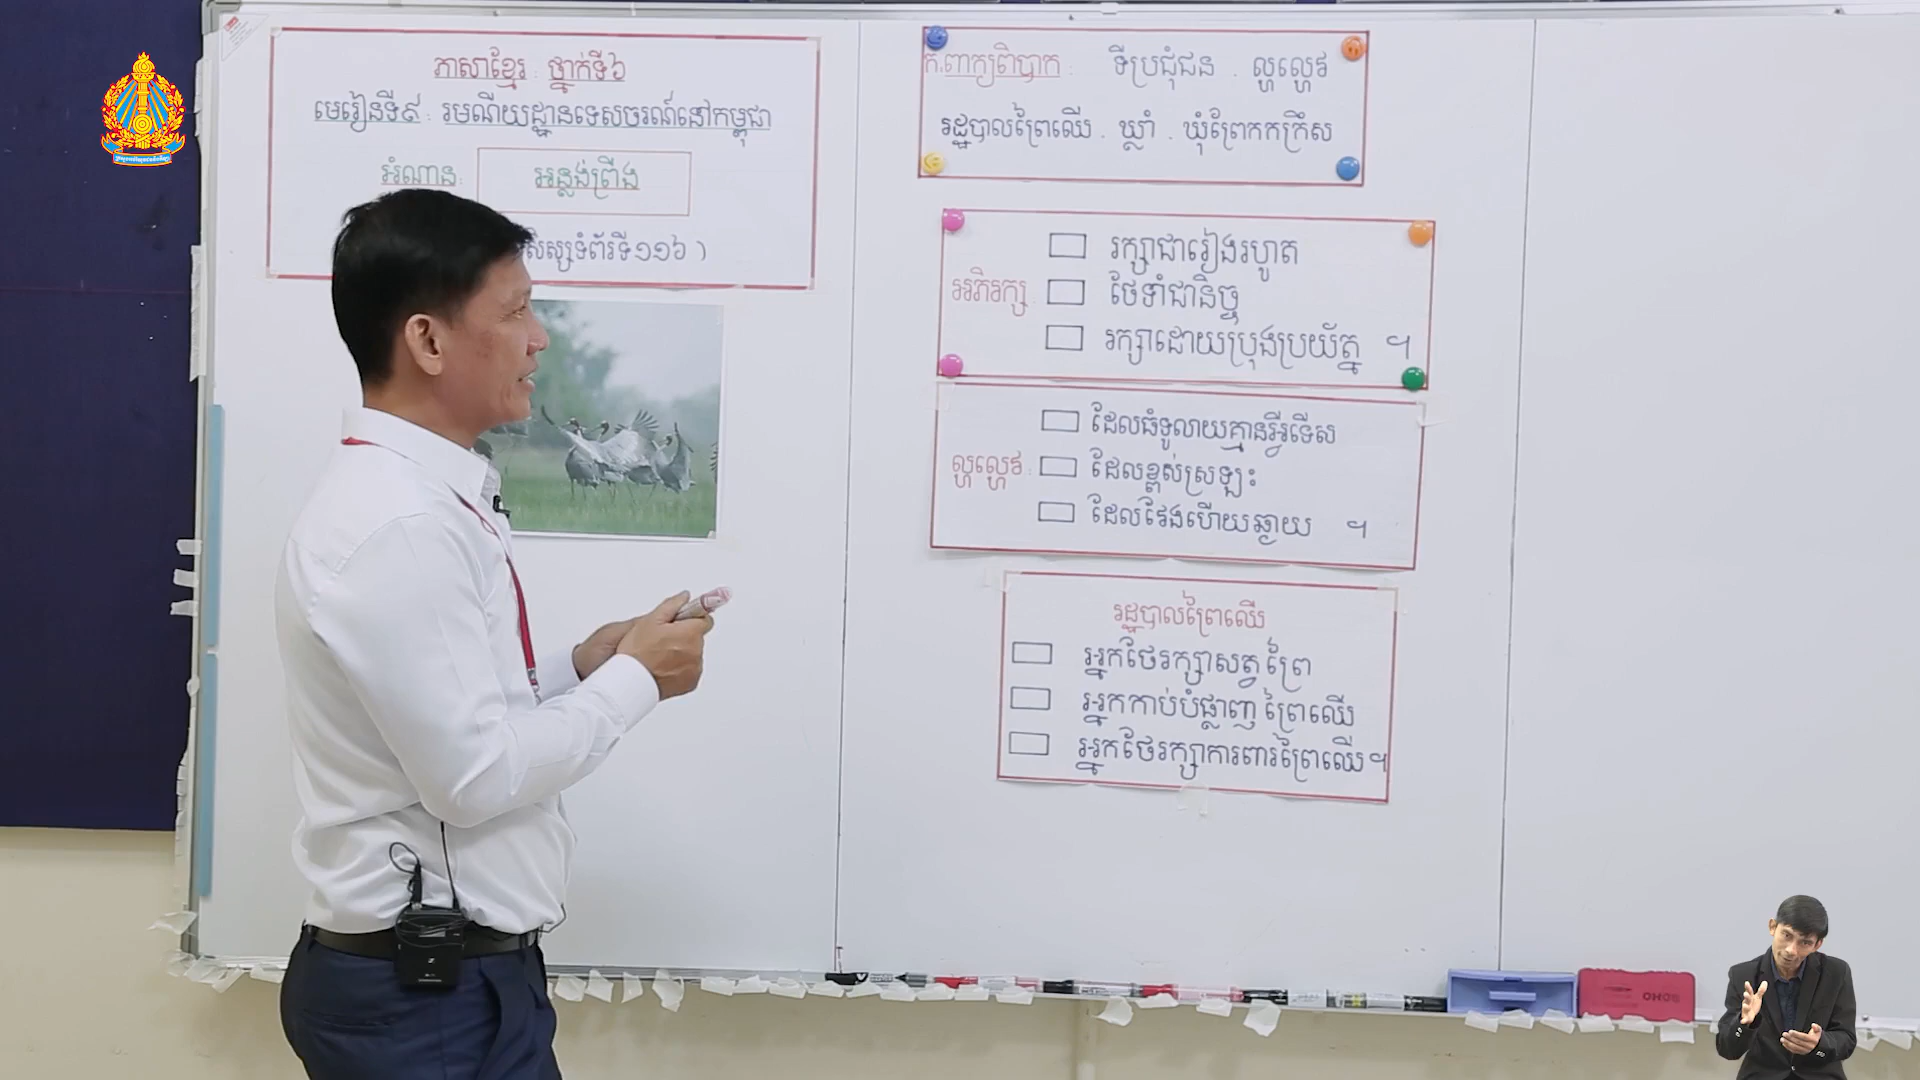 ភាសាខ្មែរ : ថ្នាក់ទី៦
មេរៀនទី៩ : រមណីយដ្ឋានទេសចរណ៍នៅកម្ពុជា
អំណាន: អន្លង់ព្រីង
សស្សទំព័រទី១១៦ )
ក.ពាក្យពិបាក : ទីប្រជុំជន . ល្ហល្ហេវ
រដ្ឋបាលព្រៃឈើ . ឃ្លាំ . ឃុំព្រែកកក្រឹស
អភិរក្ស :
រក្សាជារៀងរហូត
ថែទាំជានិច្ច
រក្សាដោយប្រុងប្រយ័ត្ន ។
ល្ហល្ហេវ :
ដែលធំទូលាយគ្មានអ្វីទើស
ដែលខ្ពស់ស្រឡះ
ដែលវែងហើយឆ្ងាយ ។
រដ្ឋបាលព្រៃឈើ
អ្នកថែរក្សាសត្វព្រៃ
អ្នកកាប់បំផ្លាញព្រៃឈើ
អ្នកថែរក្សាការពារព្រៃឈើ។